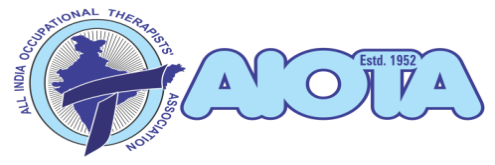 ALL INDIA OCCUPATIONAL THERAPISTS' ASSOCIATION
AIOTA
Estd. 1952